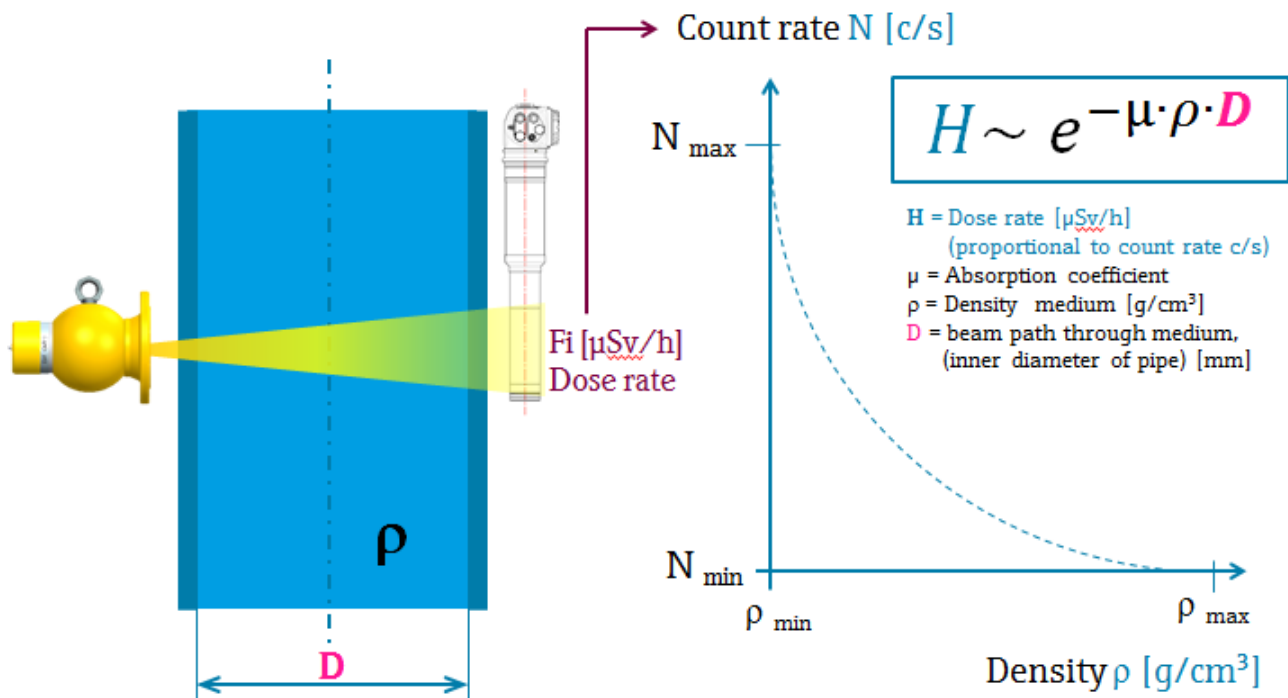 Count rate N [c/s]
N max
H ~ e^−μ·ρ·D
H = Dose rate [μSv/h]
(proportional to count rate c/s)
μ = Absorption coefficient
ρ = Density medium [g/cm³]
D = beam path through medium,
(inner diameter of pipe) [mm]
Fi [μSv/h]
Dose rate
ρ
N min
ρ min
ρ max
D
Density ρ [g/cm³]